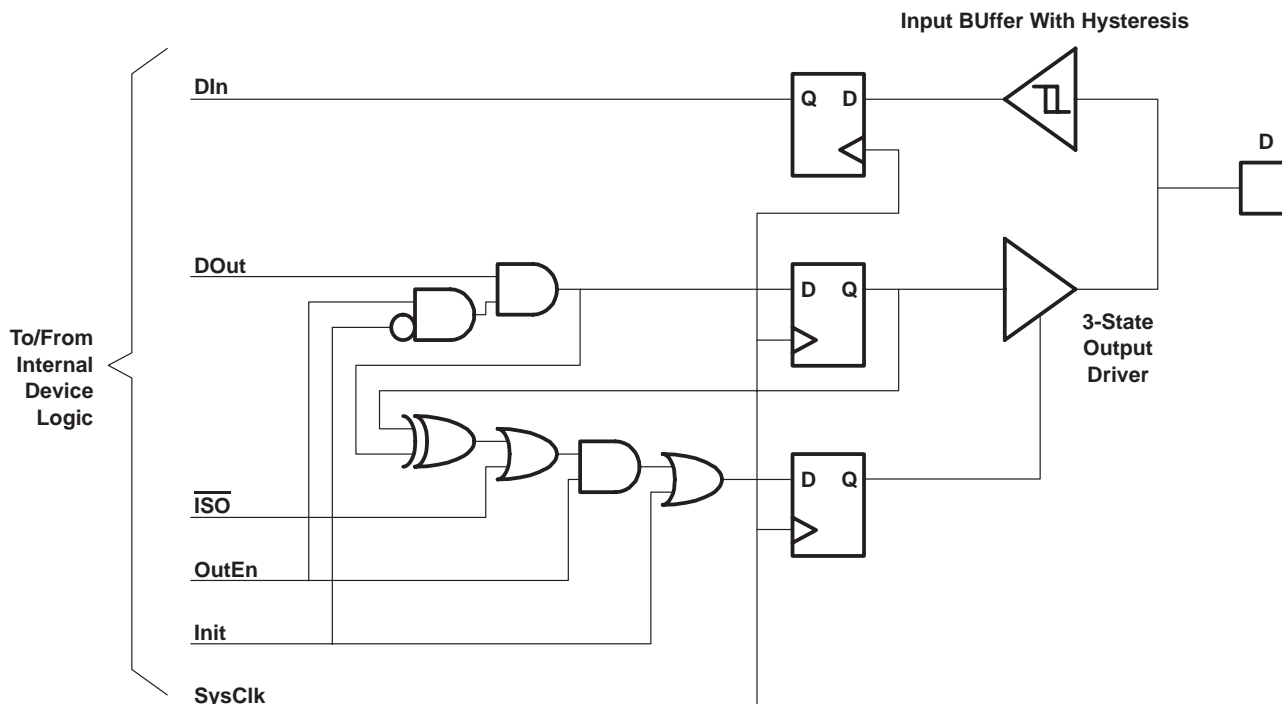 Input BUffer With Hysteresis
DIn
Q D
D
DOut
D Q
3-State
Output
Driver
To/From
Internal
Device
Logic
D Q
ISO
OutEn
Init
SysClk